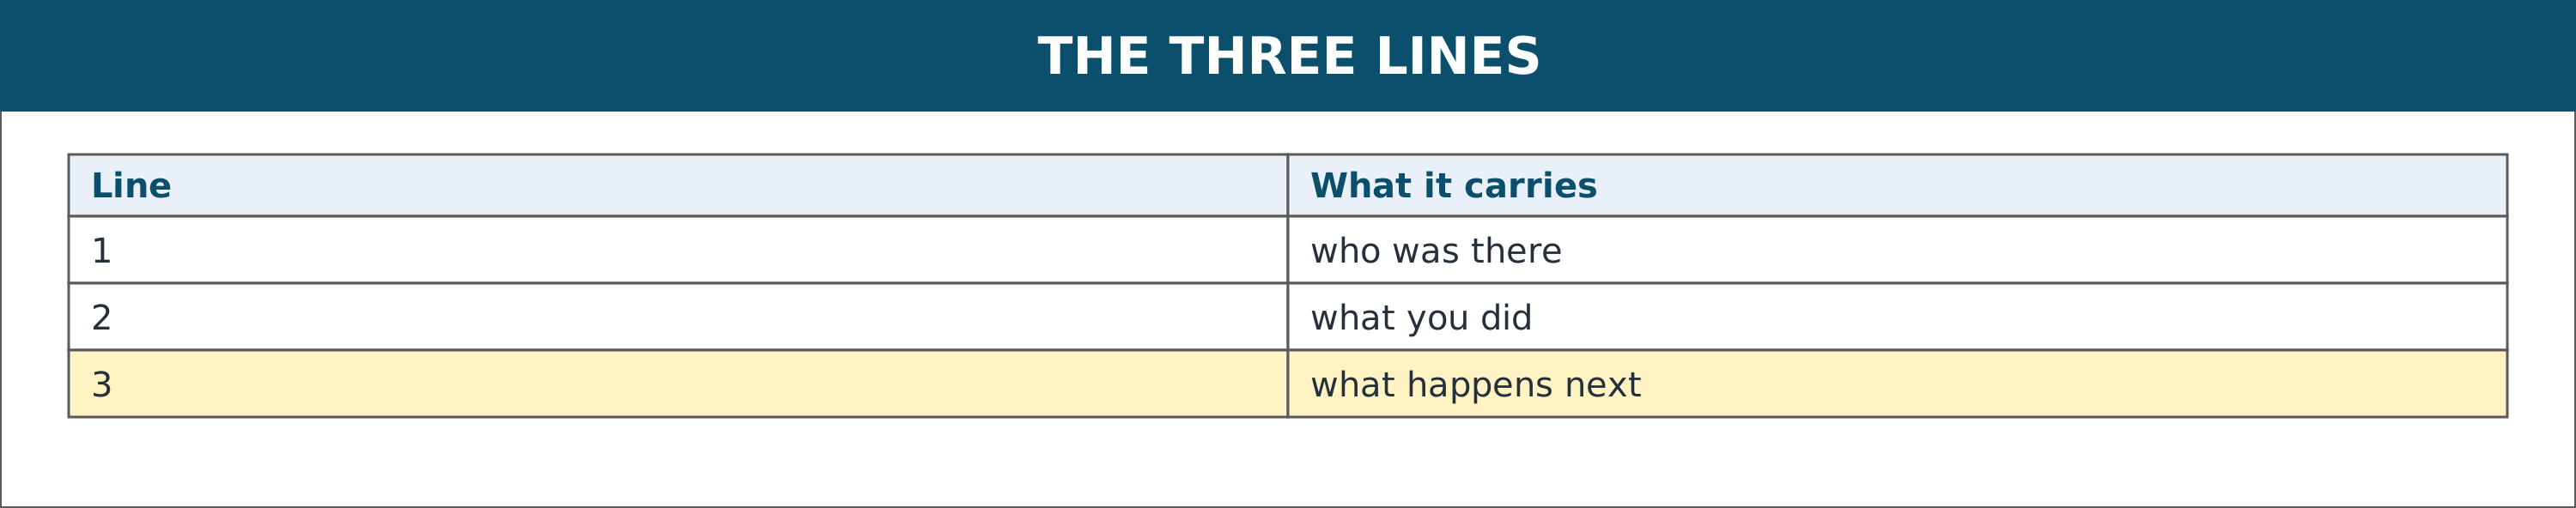 THE THREE LINES
Line What it carries
1 who was there
2 what you did
3 what happens next